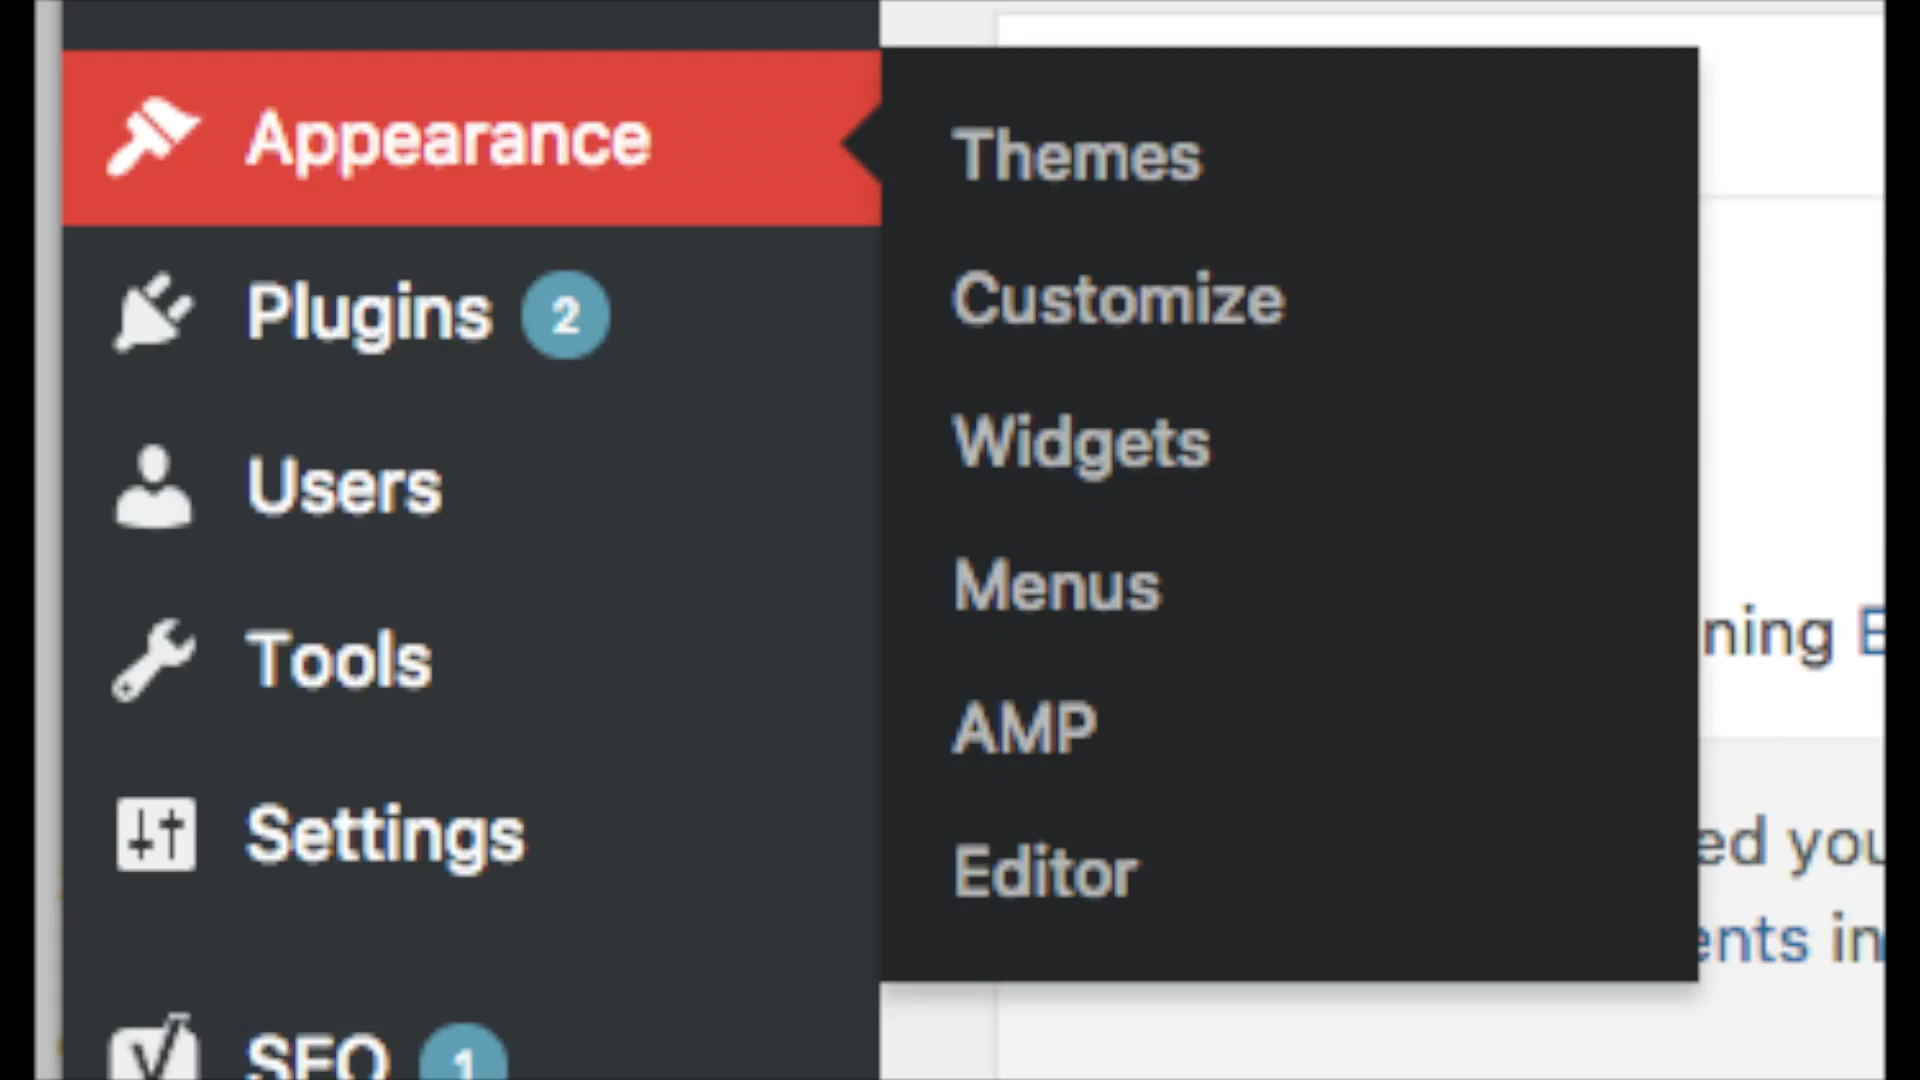 Appearance
Plugins 2
Users
Tools
Settings
SEO 1
Themes
Customize
Widgets
Menus
AMP
Editor
ning E
ed you
ents in